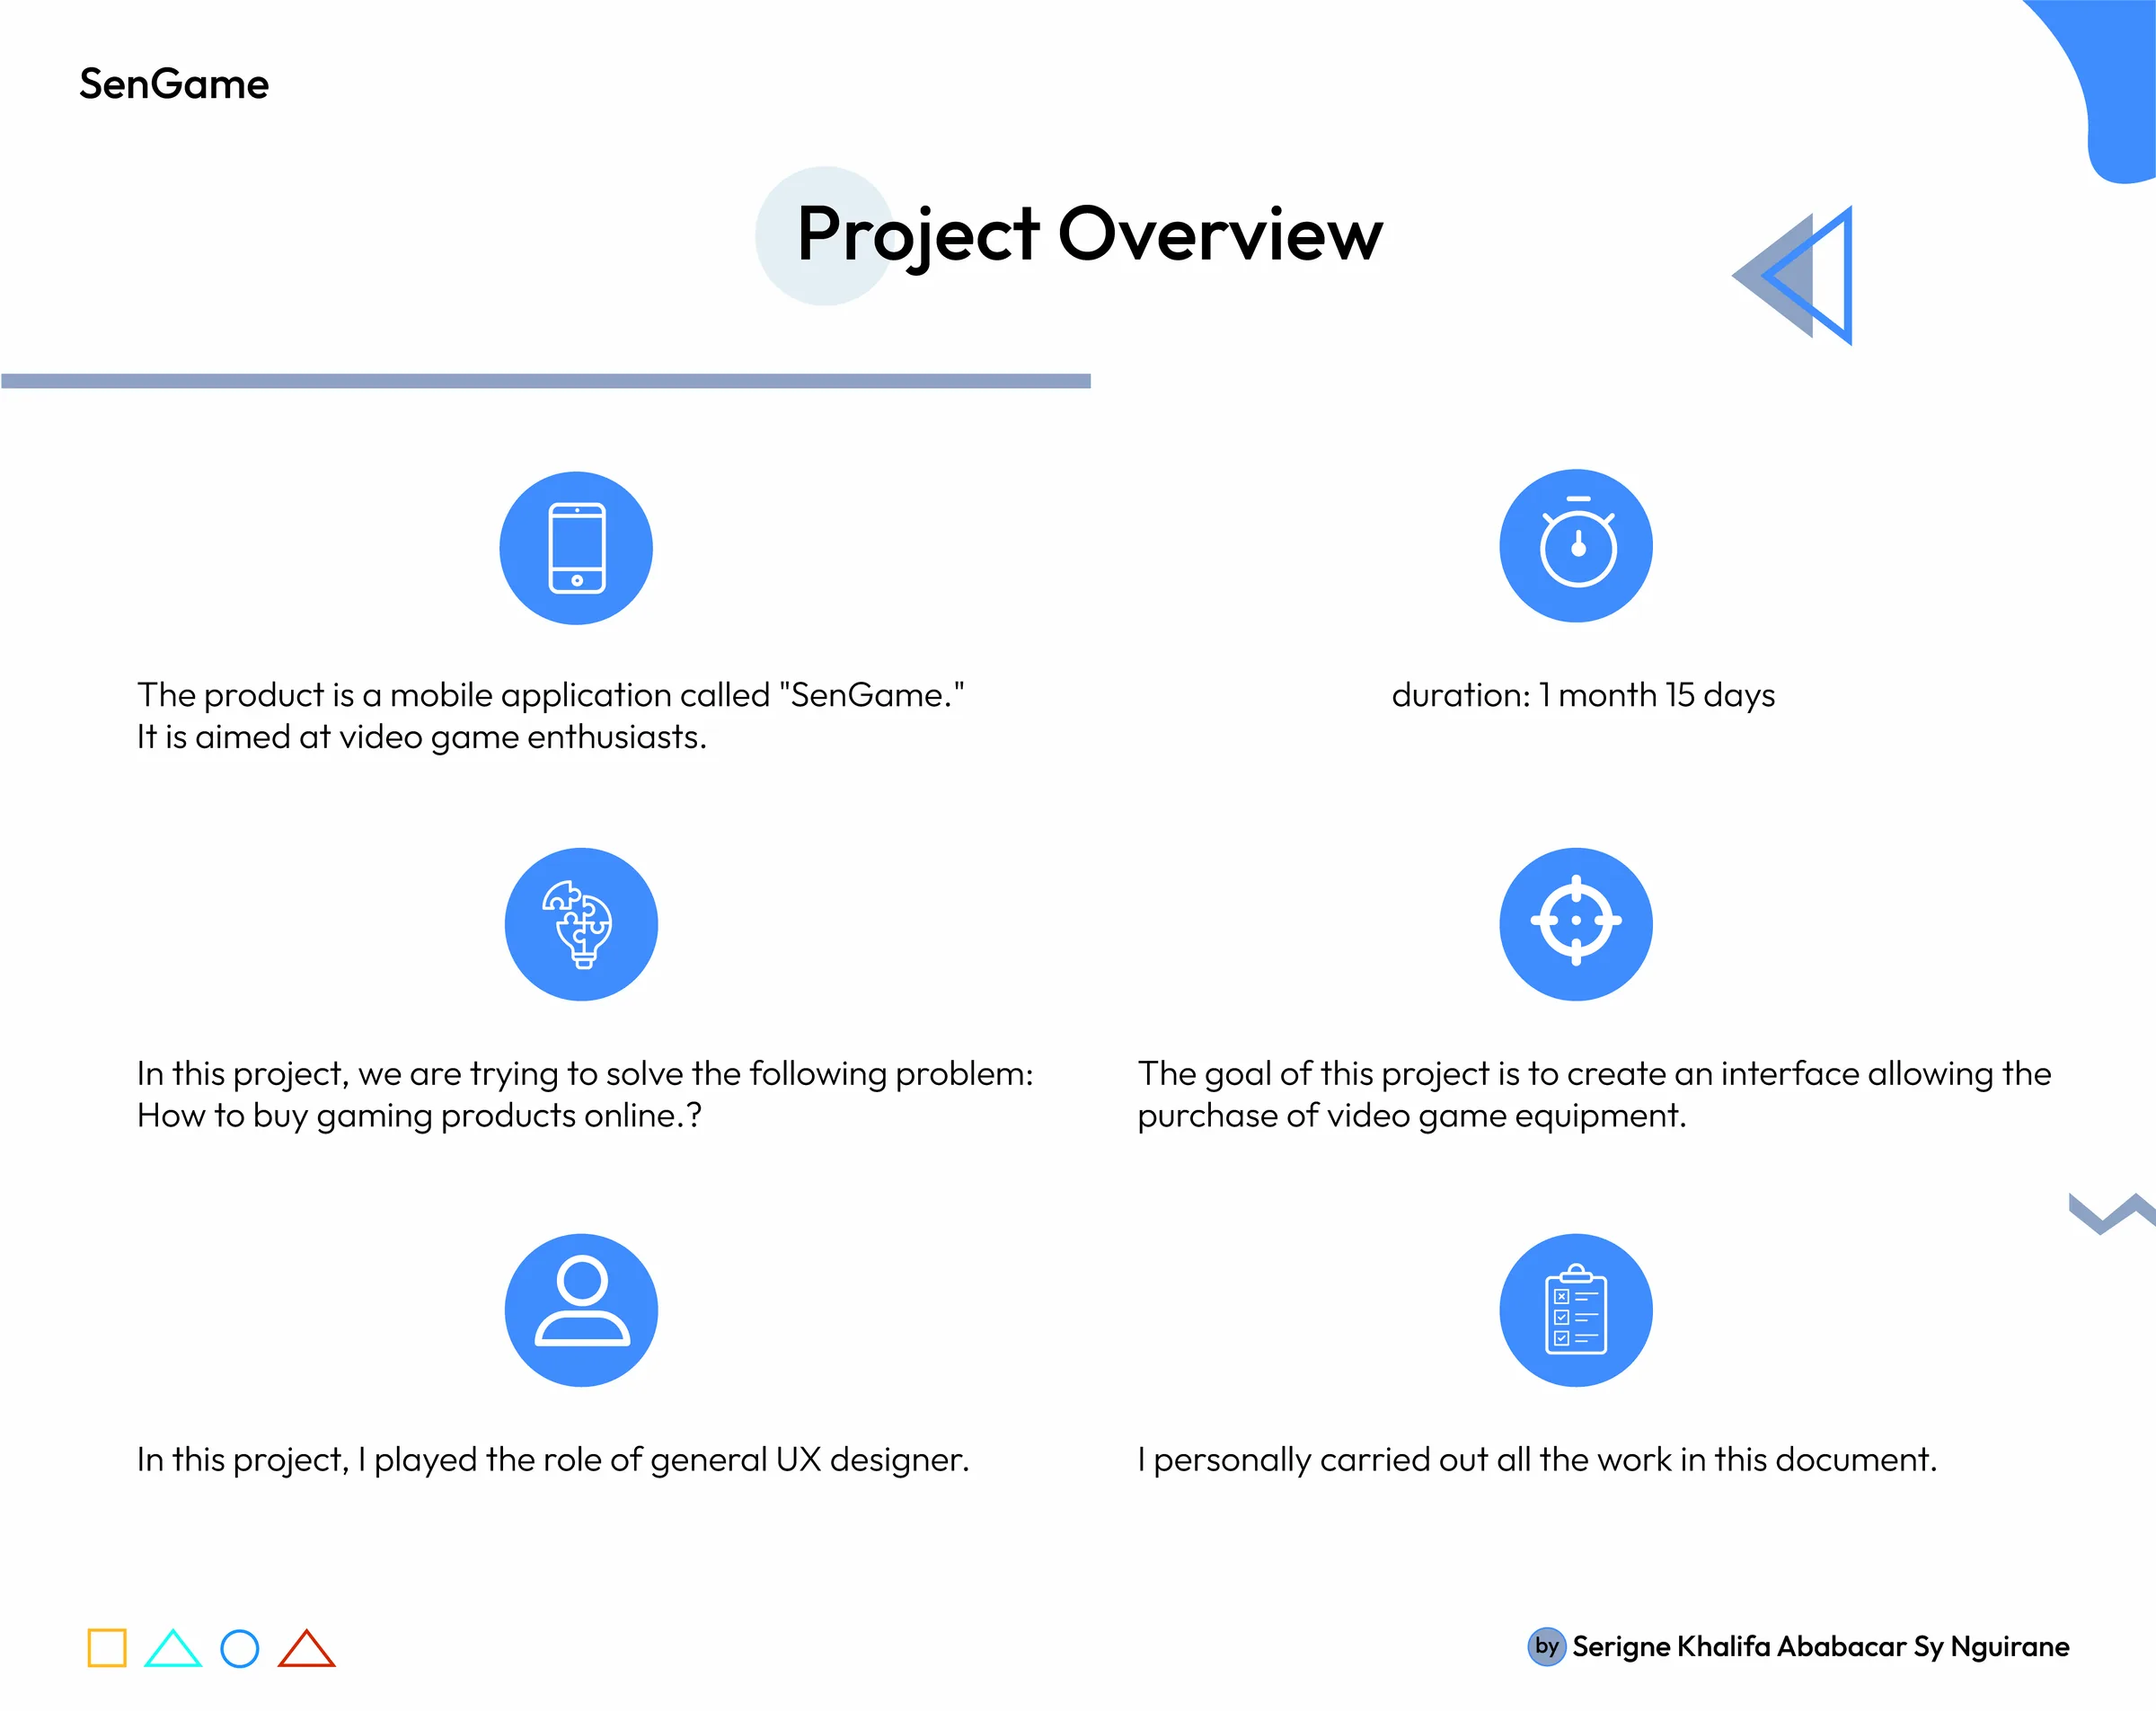 SenGame
Project Overview
The product is a mobile application called "SenGame."
It is aimed at video game enthusiasts.
duration: 1 month 15 days
In this project, we are trying to solve the following problem:
How to buy gaming products online.?
The goal of this project is to create an interface allowing the
purchase of video game equipment.
In this project, I played the role of general UX designer.
I personally carried out all the work in this document.
by Serigne Khalifa Ababacar Sy Nguirane